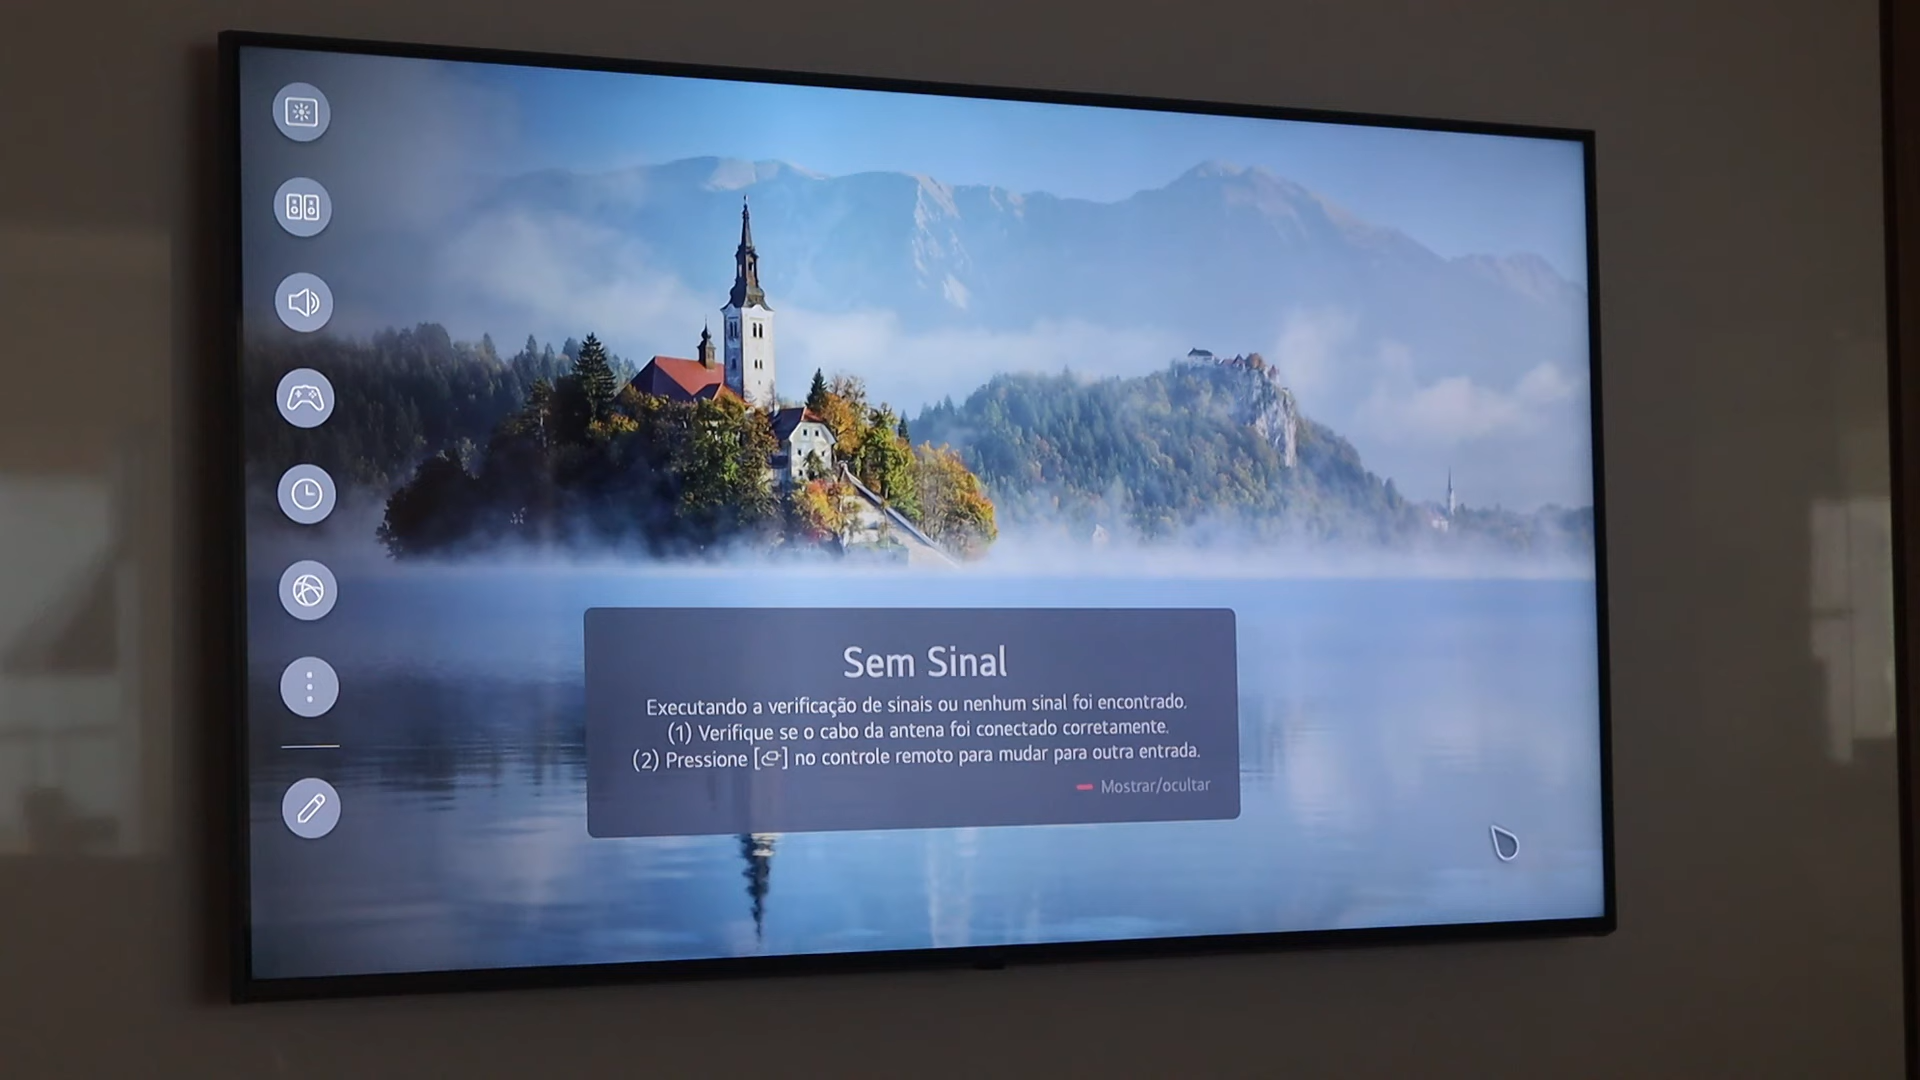 Sem Sinal
Executando a verificação de sinais ou nenhum sinal foi encontrado.
(1) Verifique se o cabo da antena foi conectado corretamente.
(2) Pressione [⮔] no controle remoto para mudar para outra entrada.
Mostrar/ocultar